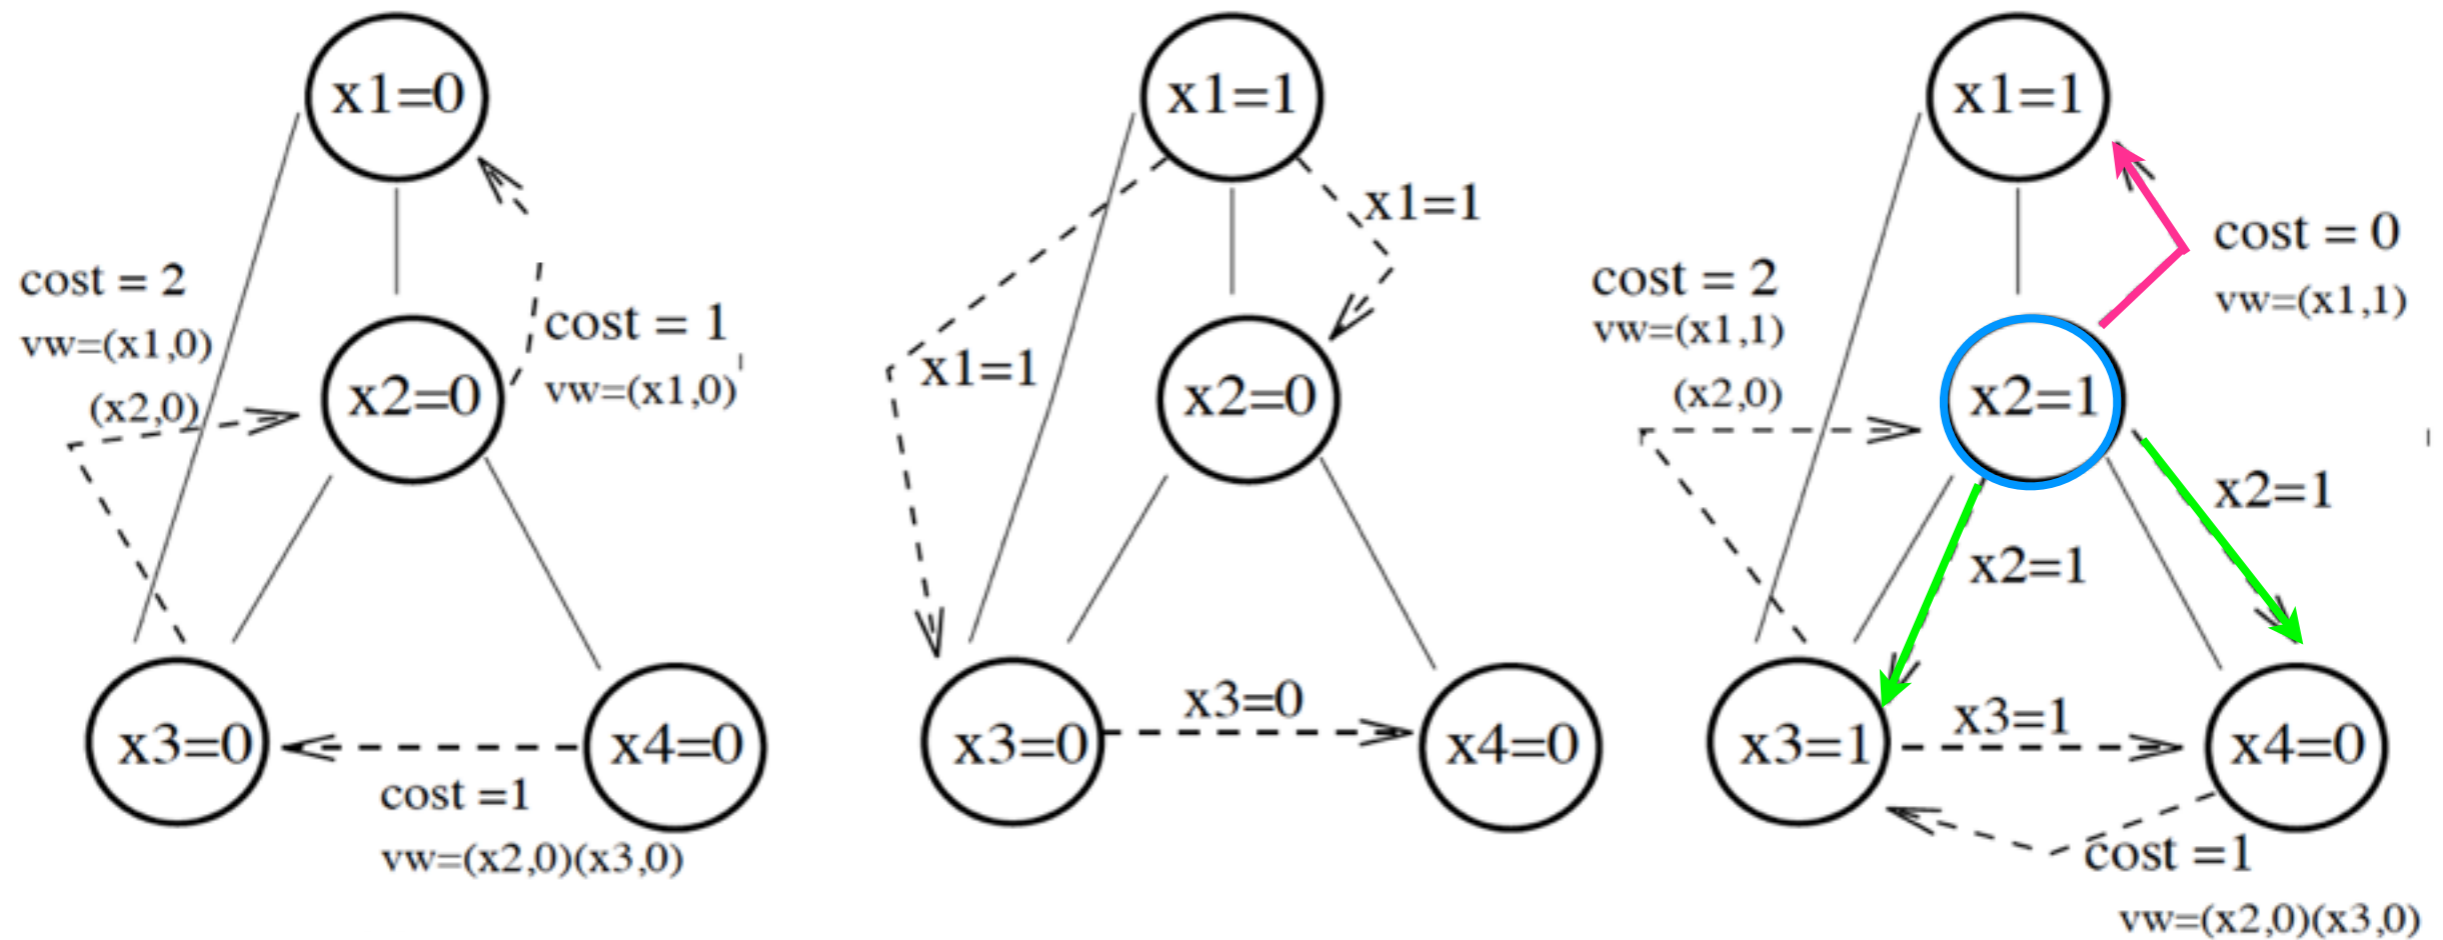 x1=0
cost = 2
vw=(x1,0)
(x2,0)
cost = 1
vw=(x1,0)
x2=0
x3=0
x4=0
cost =1
vw=(x2,0)(x3,0)
x1=1
x1=1
x1=1
x2=0
x3=0
x3=0
x4=0
x1=1
cost = 0
vw=(x1,1)
cost = 2
vw=(x1,1)
(x2,0)
x2=1
x2=1
x2=1
x3=1
x3=1
x4=0
cost =1
vw=(x2,0)(x3,0)